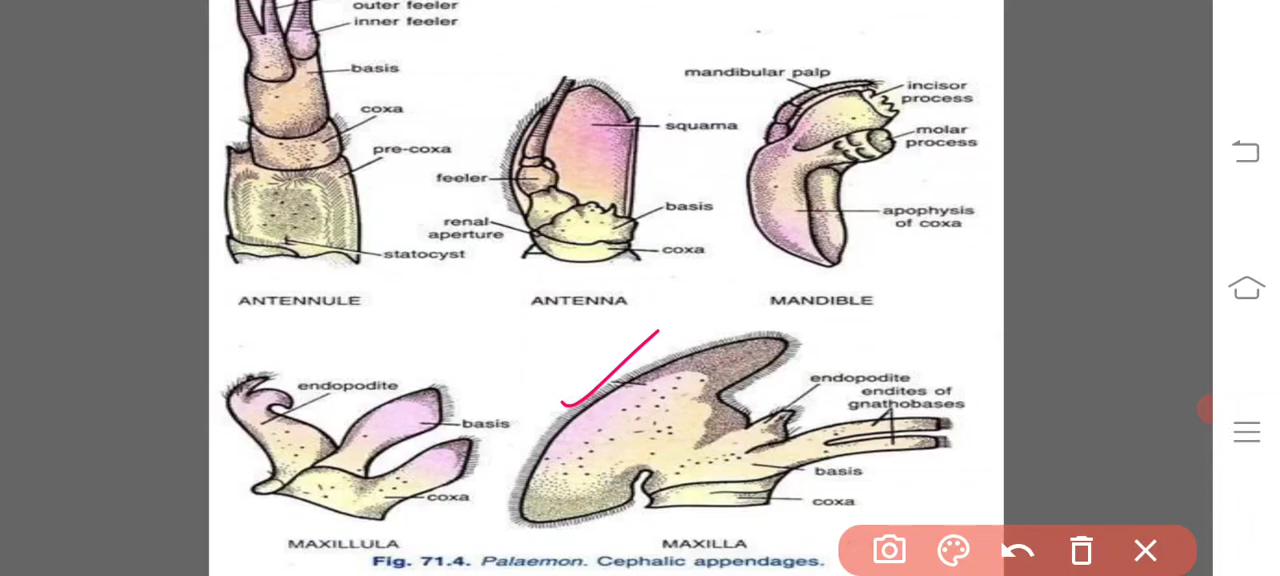 outer feeler
inner feeler
basis
coxa
pre-coxa
statocyst
ANTENNULE
squama
feeler
renal
aperture
basis
coxa
ANTENNA
mandibular palp
incisor
process
molar
process
apophysis
of coxa
MANDIBLE
endopodite
basis
coxa
MAXILLULA
endopodite
endites of
gnathobases
basis
coxa
MAXILLA
Fig. 71.4. Palaemon. Cephalic appendages.